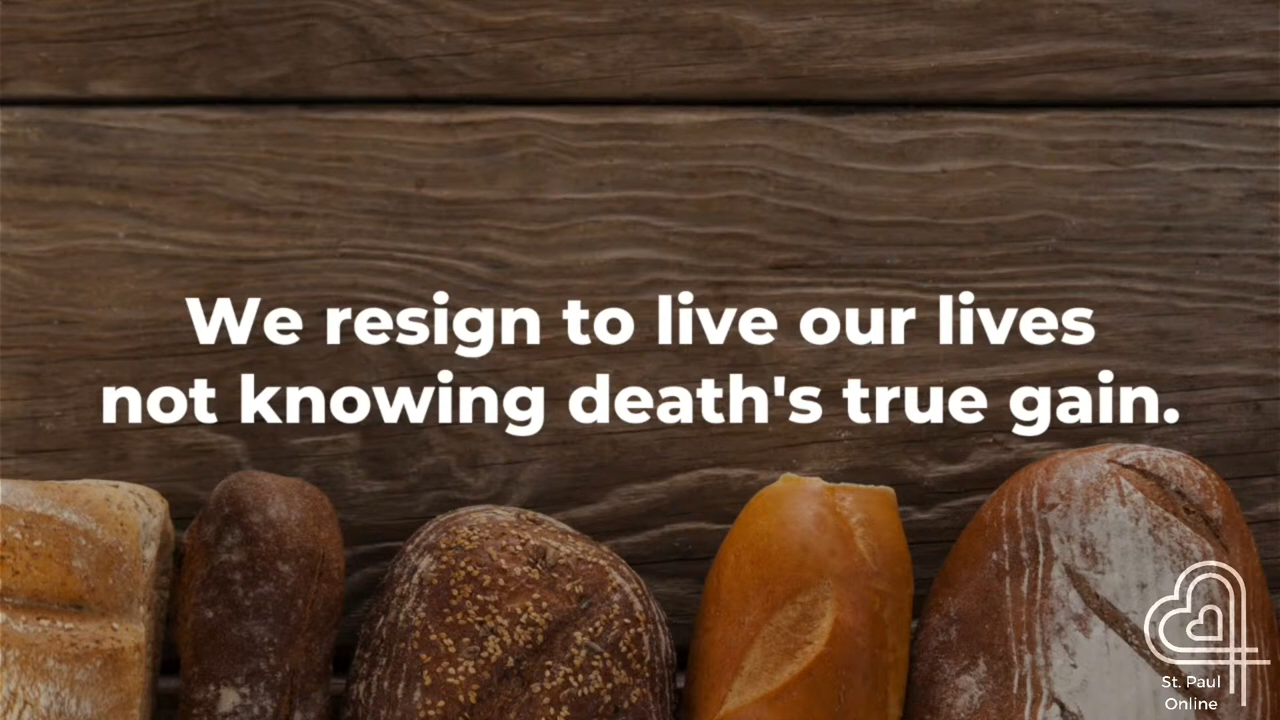 We resign to live our lives
not knowing death's true gain.
St. Paul
Online